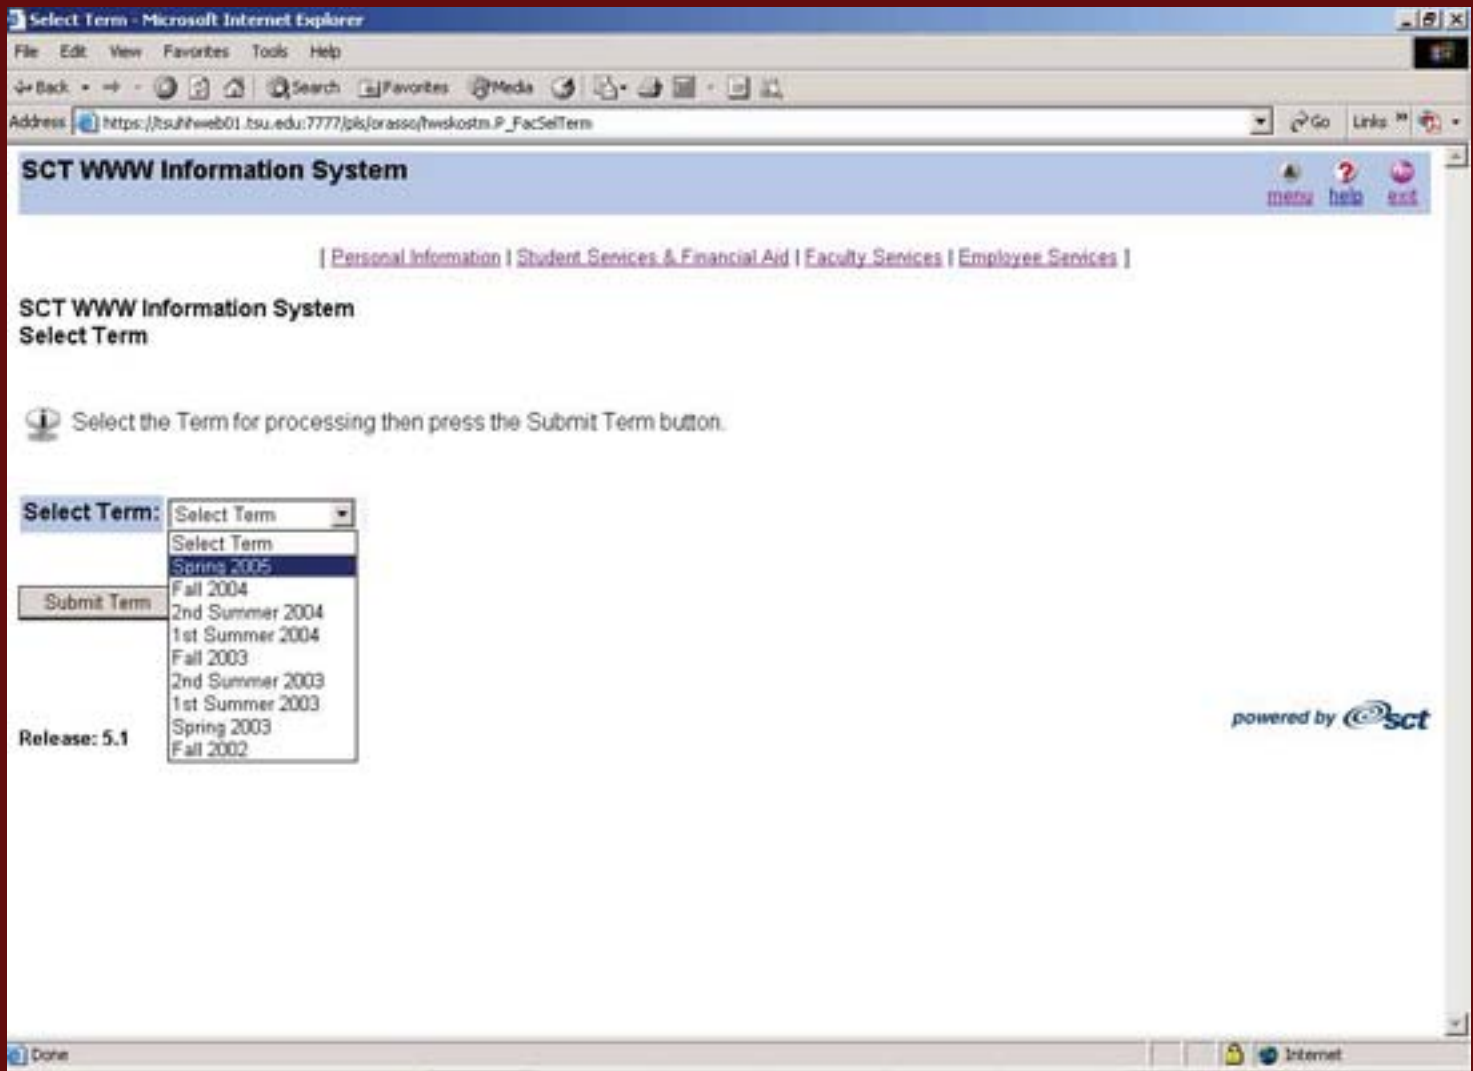 Select Term - Microsoft Internet Explorer
File Edit View Favorites Tools Help
Back Search Favorites Media
Address https://tsuhhweb01.tsu.edu:7777/pls/orasso/hwskostm.P_FacSelTerm Go Links »
SCT WWW Information System
menu help exit
[ Personal Information | Student Services & Financial Aid | Faculty Services | Employee Services ]
SCT WWW Information System
Select Term
Select the Term for processing then press the Submit Term button.
Select Term: Select Term
Select Term
Spring 2005
Fall 2004
Submit Term
2nd Summer 2004
1st Summer 2004
Fall 2003
2nd Summer 2003
1st Summer 2003
Spring 2003
Fall 2002
Release: 5.1
powered by sct
Done Internet